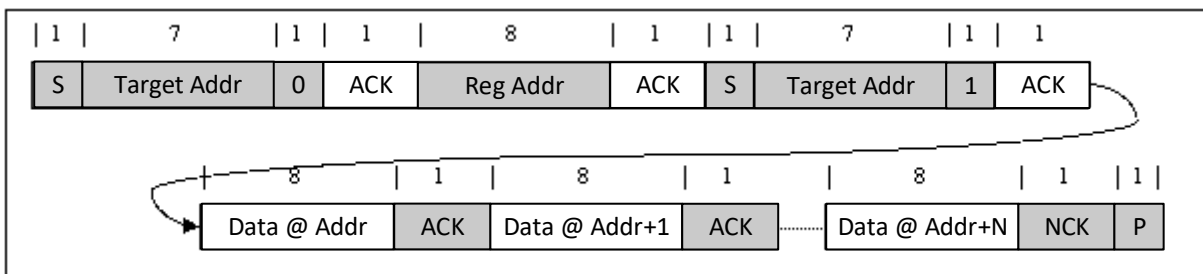 | 1 | 7 | 1 | 1 | 8 | 1 | 1 | 7 | 1 | 1
S Target Addr 0 ACK Reg Addr ACK S Target Addr 1 ACK
| 8 | 1 | 8 | 1 | 8 | 1 | 1 |
Data @ Addr ACK Data @ Addr+1 ACK Data @ Addr+N NCK P